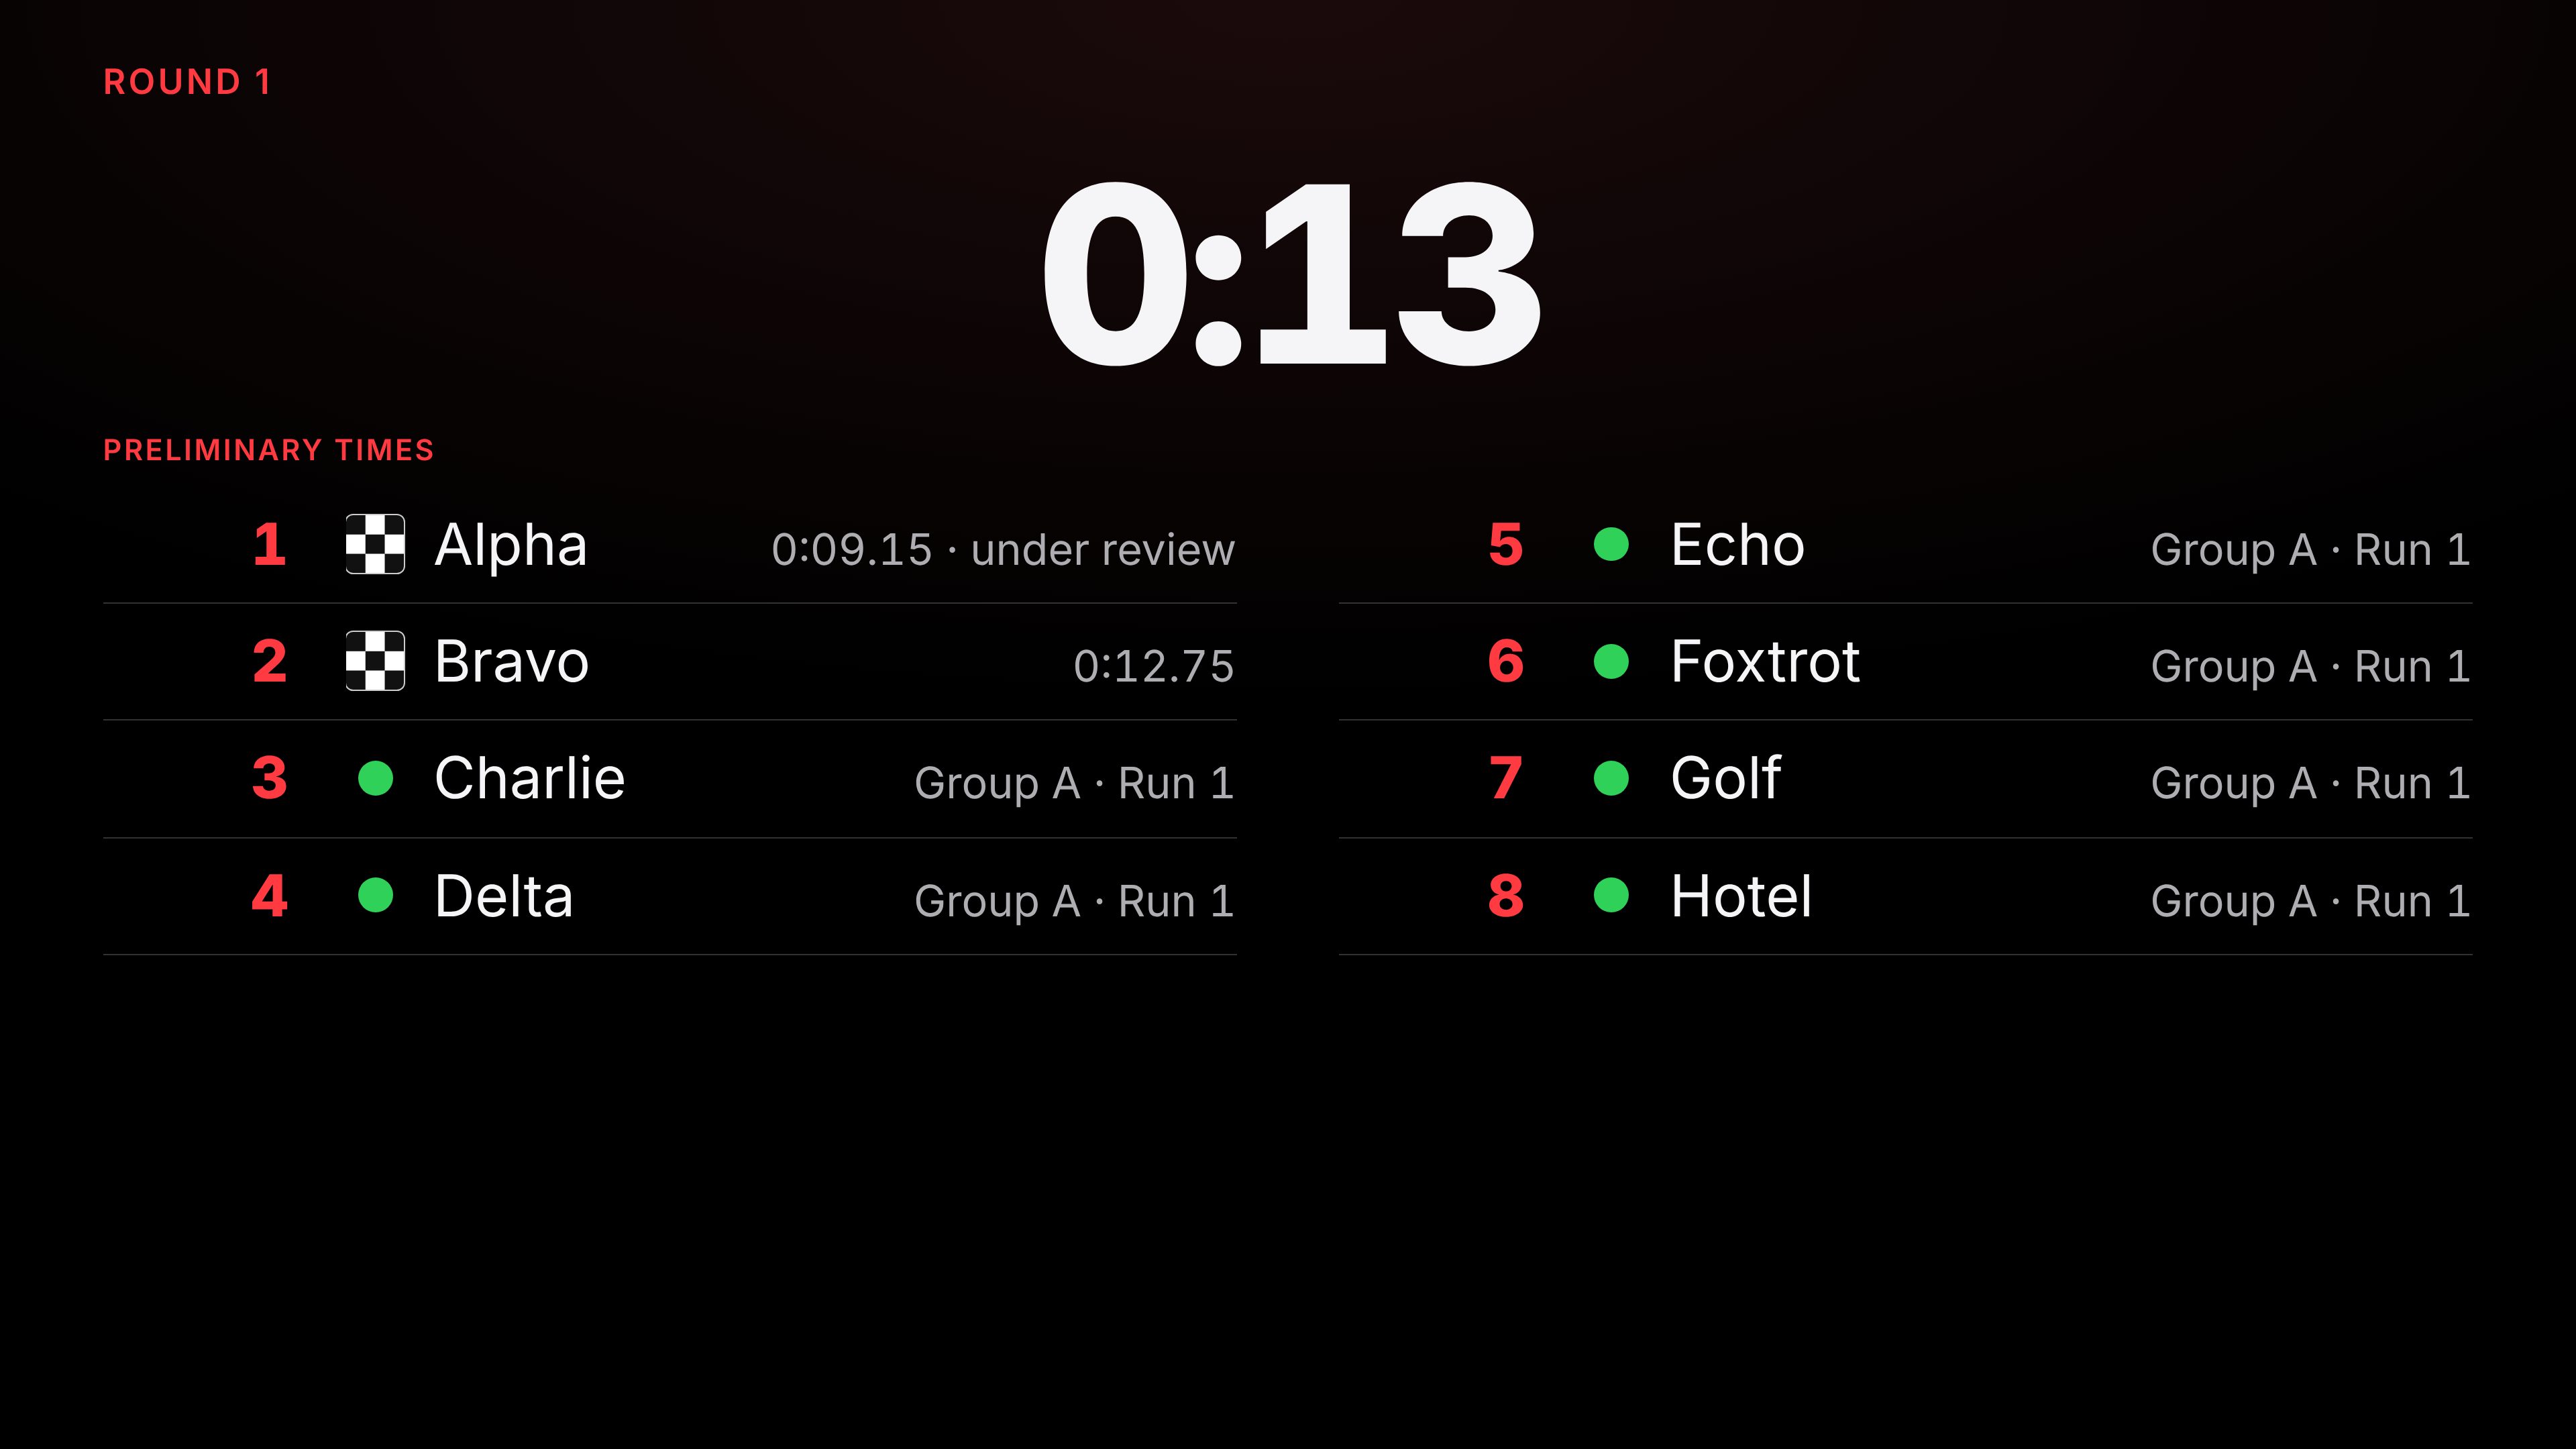 ROUND 1
0:13
PRELIMINARY TIMES
1 Alpha 0:09.15 · under review
2 Bravo 0:12.75
3 Charlie Group A · Run 1
4 Delta Group A · Run 1
5 Echo Group A · Run 1
6 Foxtrot Group A · Run 1
7 Golf Group A · Run 1
8 Hotel Group A · Run 1